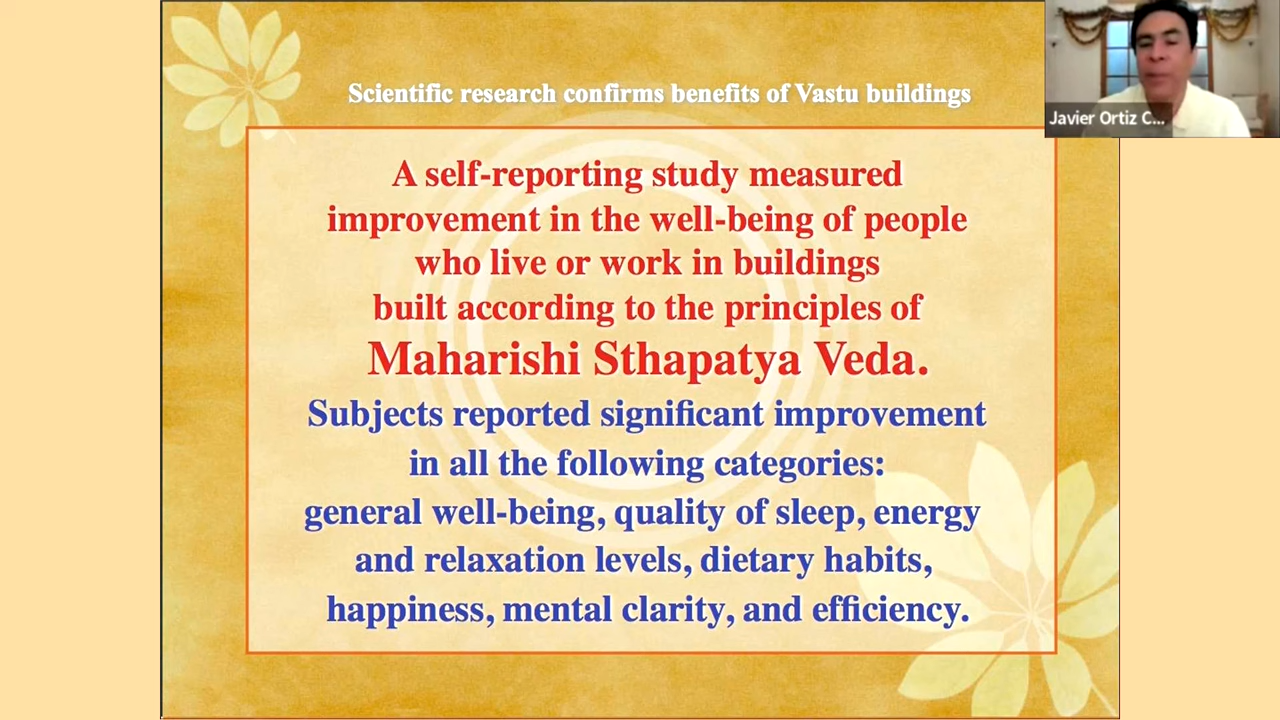 Scientific research confirms benefits of Vastu buildings
Javier Ortiz C...
A self-reporting study measured
improvement in the well-being of people
who live or work in buildings
built according to the principles of
Maharishi Sthapatya Veda.
Subjects reported significant improvement
in all the following categories:
general well-being, quality of sleep, energy
and relaxation levels, dietary habits,
happiness, mental clarity, and efficiency.